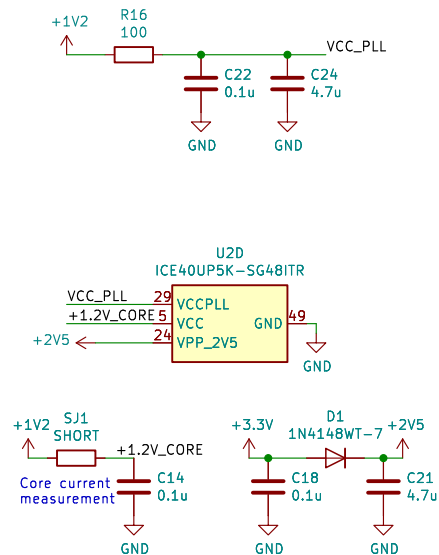 R16
+1V2
100
VCC_PLL
C22
0.1u
C24
4.7u
GND
GND
U2D
ICE40UP5K-SG48ITR
VCC_PLL
29
VCCPLL
+1.2V_CORE
5
VCC
GND
49
+2V5
24
VPP_2V5
GND
SJ1
+1V2
SHORT
+1.2V_CORE
Core current
measurement
C14
0.1u
GND
D1
+3.3V
+2V5
1N4148WT-7
C18
0.1u
C21
4.7u
GND
GND